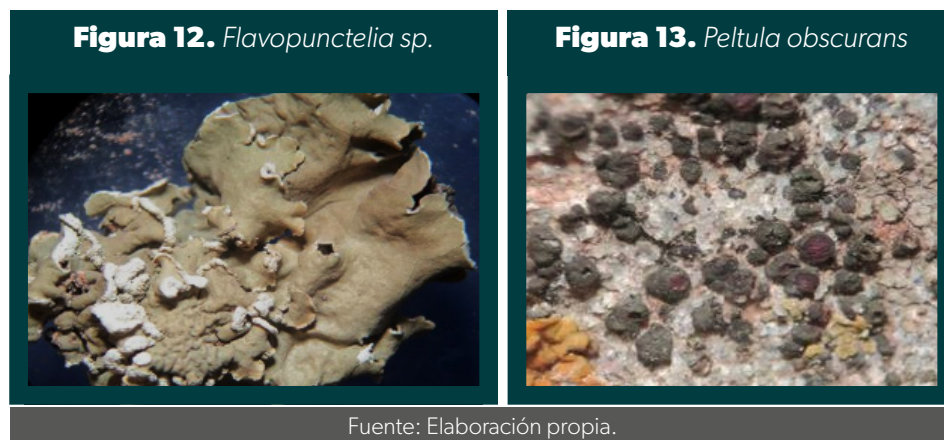 Figura 12. Flavopunctelia sp.
Figura 13. Peltula obscurans
Fuente: Elaboración propia.